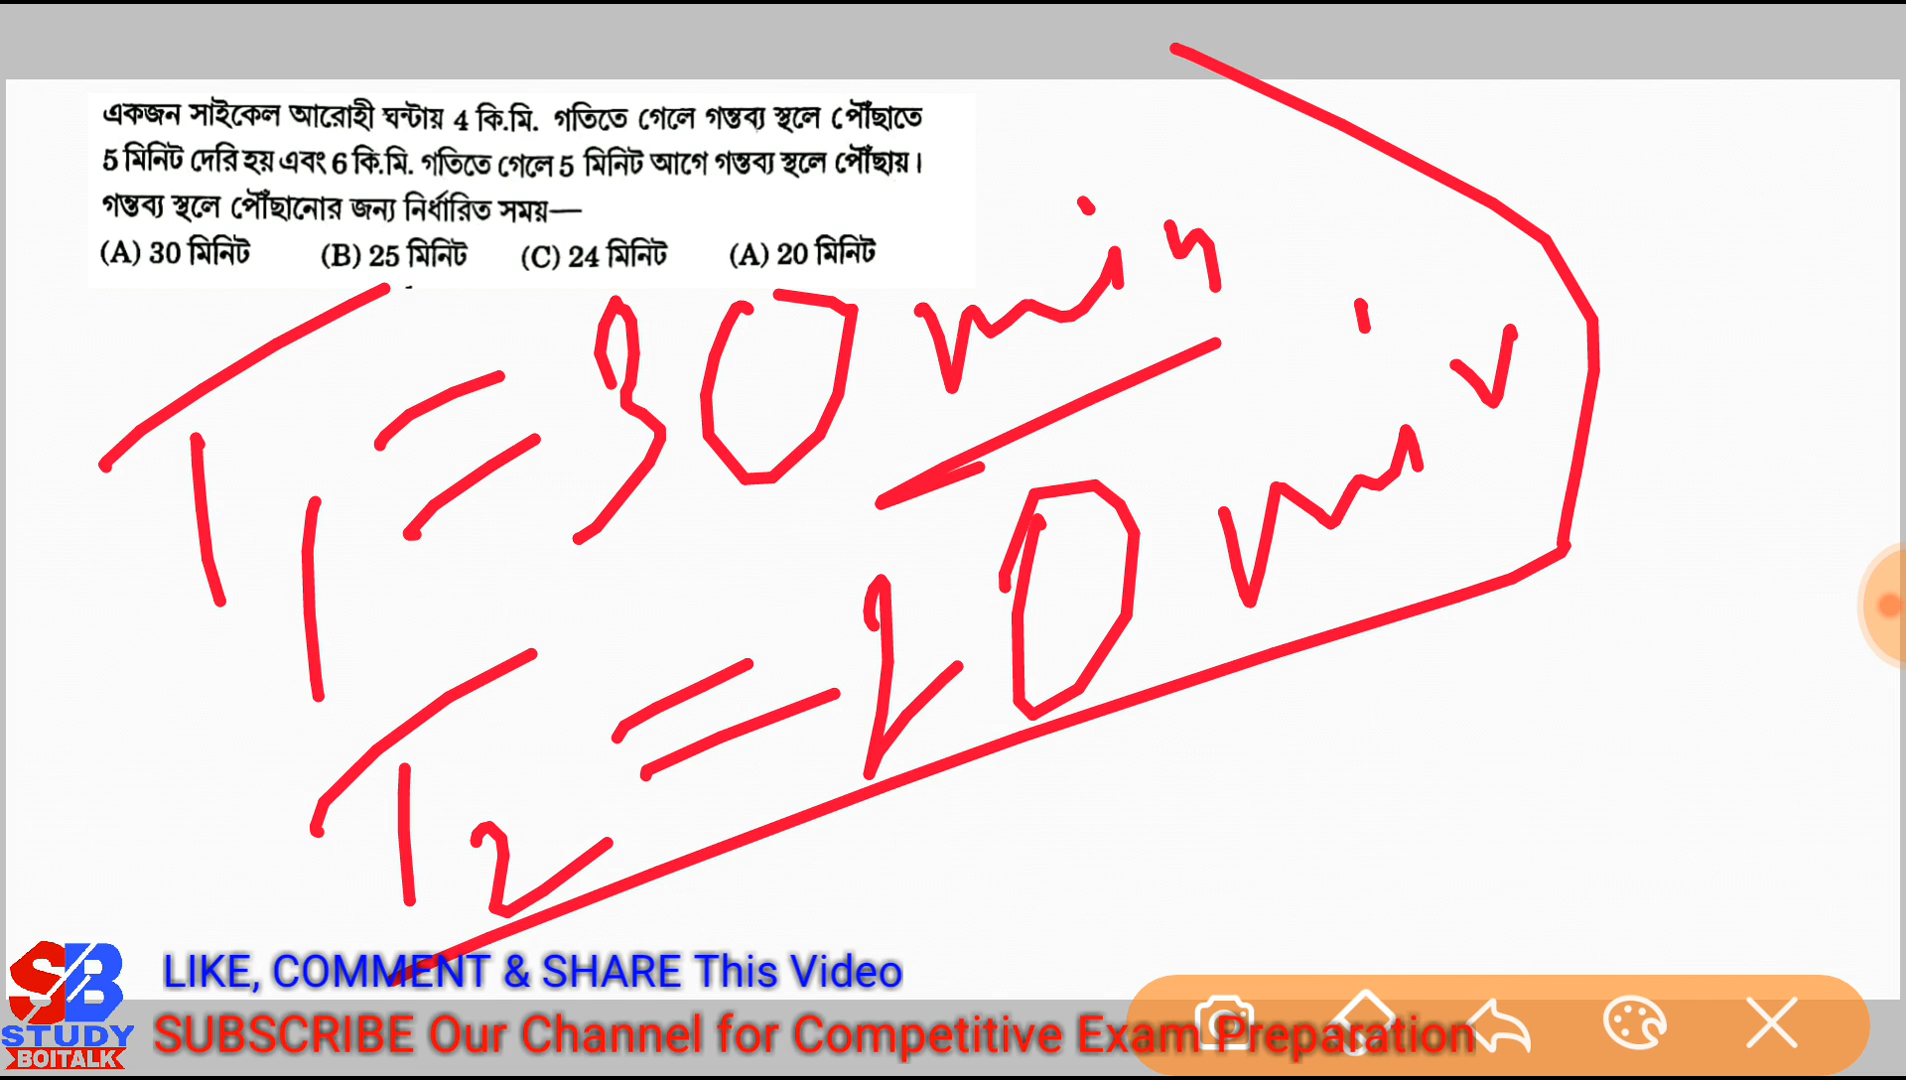 একজন সাইকেল আরোহী ঘন্টায় 4 কি.মি. গতিতে গেলে গন্তব্য স্থলে পৌঁছাতে
5 মিনিট দেরি হয় এবং 6 কি.মি. গতিতে গেলে 5 মিনিট আগে গন্তব্য স্থলে পৌঁছায়।
গন্তব্য স্থলে পৌঁছানোর জন্য নির্ধারিত সময়—
(A) 30 মিনিট (B) 25 মিনিট (C) 24 মিনিট (A) 20 মিনিট
T1 = 30 min
T2 = 20 min
LIKE, COMMENT & SHARE This Video
SUBSCRIBE Our Channel for Competitive Exam Preparation
SB
STUDY
BOITALK